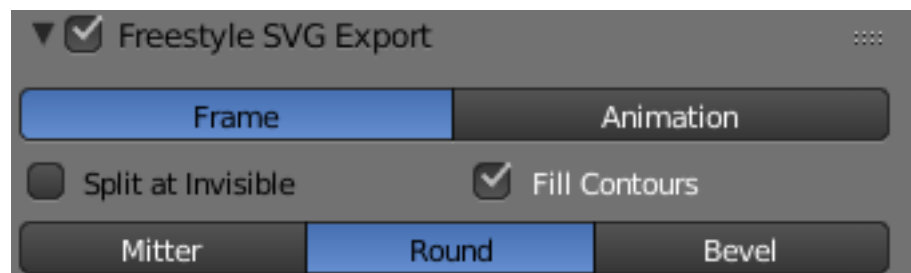 Freestyle SVG Export
Frame Animation
Split at Invisible Fill Contours
Mitter Round Bevel